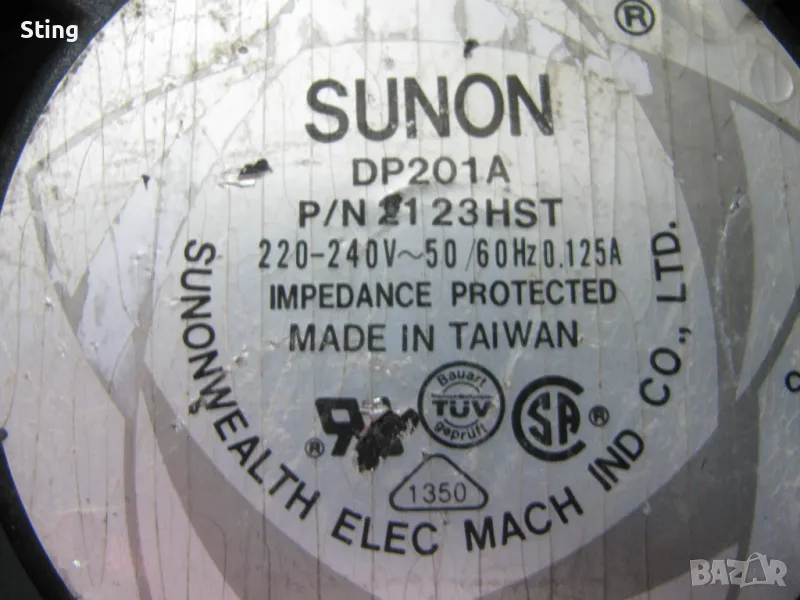 Sting
®
SUNON
DP201A
P/N 2123HST
220-240V~50/60Hz 0.125A
IMPEDANCE PROTECTED
MADE IN TAIWAN
SUNONWEALTH ELEC MACH IND CO., LTD.
Bauart
TÜV
geprüft
®
SA ®
1350
BAZAR